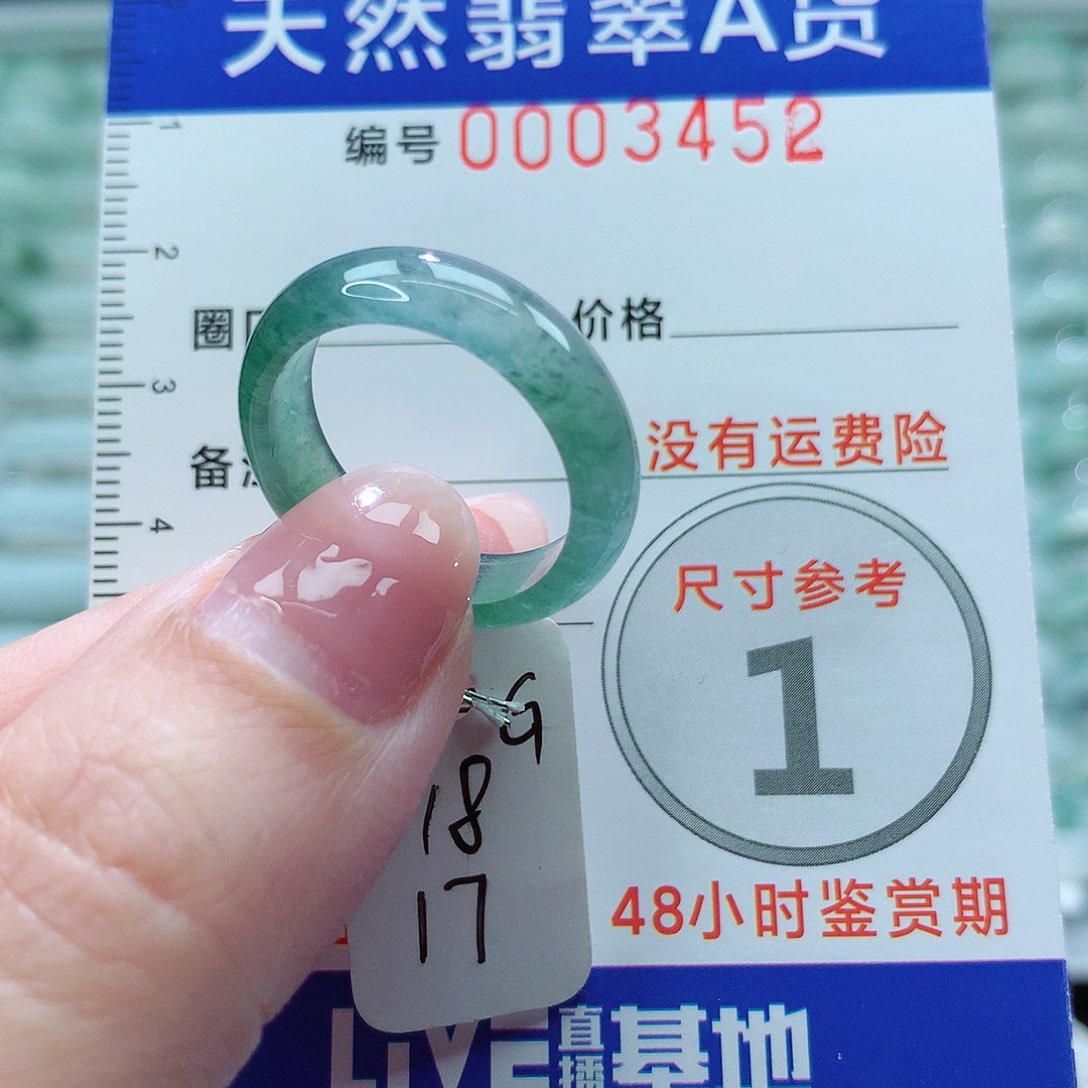 天然翡翠A货
1
编号 0003452
2
圈 价格
3
备 没有运费险
4
尺寸参考
1
G
18
17
48小时鉴赏期
LIVE 直播 基地